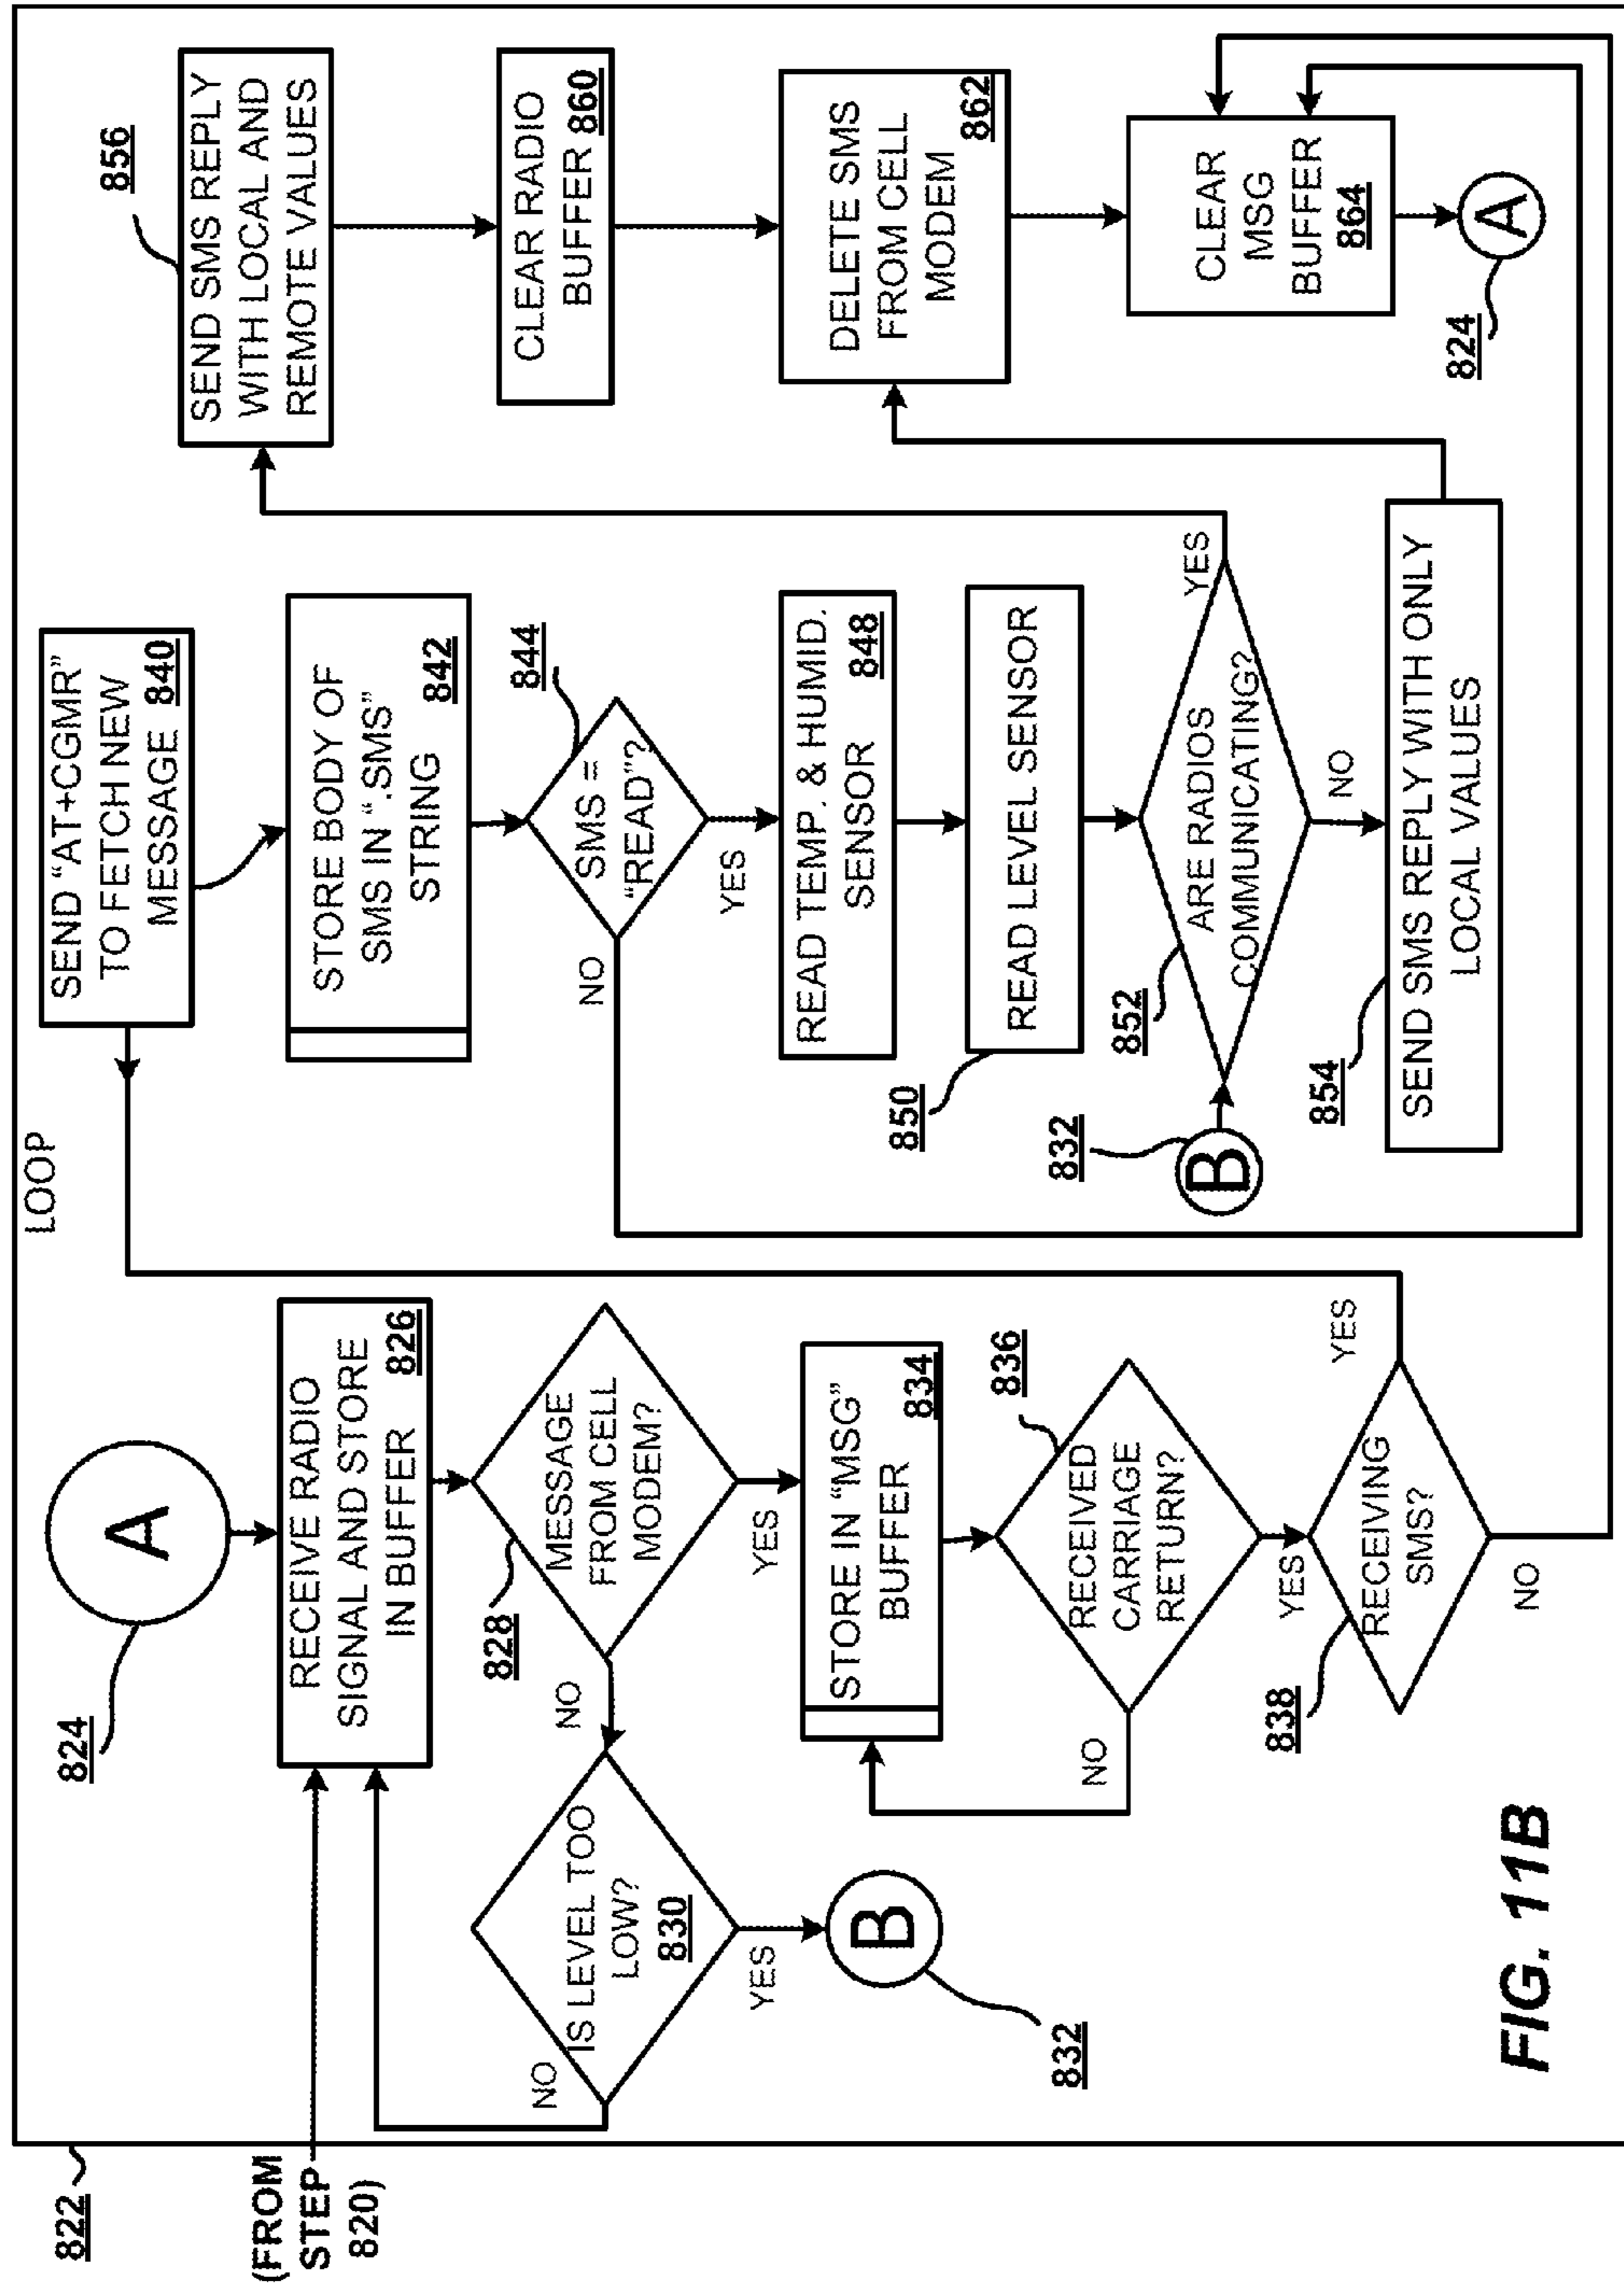 822
LOOP
(FROM
STEP
820)
824
A
RECEIVE RADIO
SIGNAL AND STORE
IN BUFFER 826
828
MESSAGE
FROM CELL
MODEM?
NO
YES
IS LEVEL TOO
LOW?
830
NO
YES
B
832
STORE IN "MSG"
BUFFER 834
836
RECEIVED
CARRIAGE
RETURN?
NO
YES
838
RECEIVING
SMS?
YES
NO
SEND "AT+CGMR"
TO FETCH NEW
MESSAGE 840
STORE BODY OF
SMS IN ".SMS"
STRING 842
844
SMS =
"READ"?
NO
YES
READ TEMP. & HUMID.
SENSOR 848
850
READ LEVEL SENSOR
832
B
852
ARE RADIOS
COMMUNICATING?
YES
NO
854
SEND SMS REPLY WITH ONLY
LOCAL VALUES
856
SEND SMS REPLY
WITH LOCAL AND
REMOTE VALUES
CLEAR RADIO
BUFFER 860
DELETE SMS
FROM CELL
MODEM 862
CLEAR
MSG
BUFFER
864
824
A
FIG. 11B